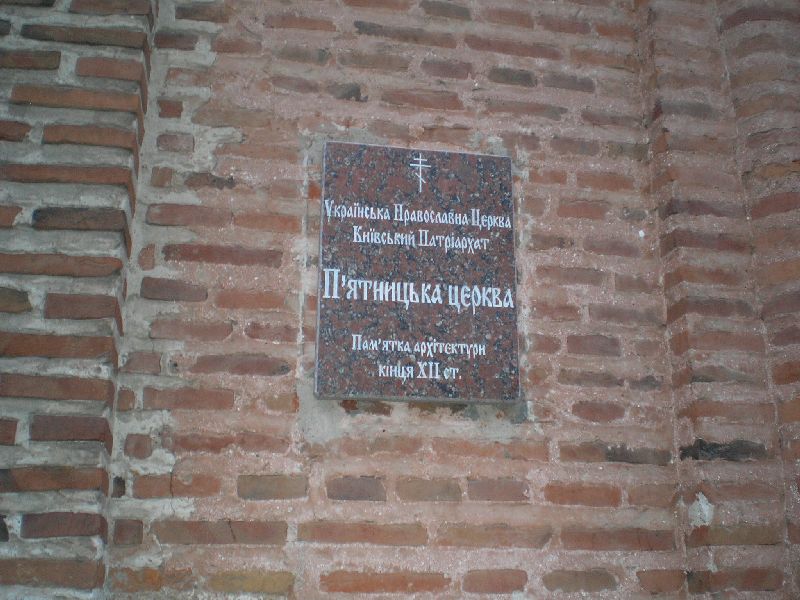 Українська Православна Церква
Київський Патріархат
П'ятницька церква
Пам'ятка архітектури
кінця XII ст.